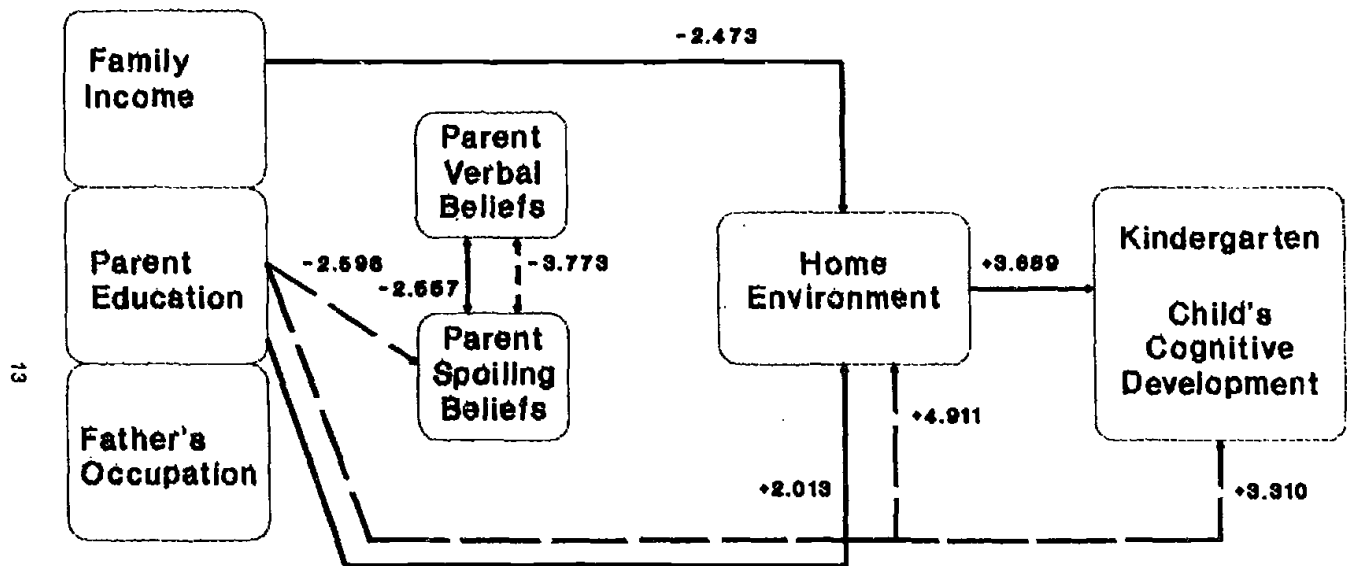 -2.473
Family
Income
Parent
Verbal
Beliefs
Kindergarten
Child's
Cognitive
Development
Home
Environment
+3.689
Parent
Education
-2.596
-2.557
-3.773
Parent
Spoiling
Beliefs
13
Father's
Occupation
+4.911
+2.013
+3.310